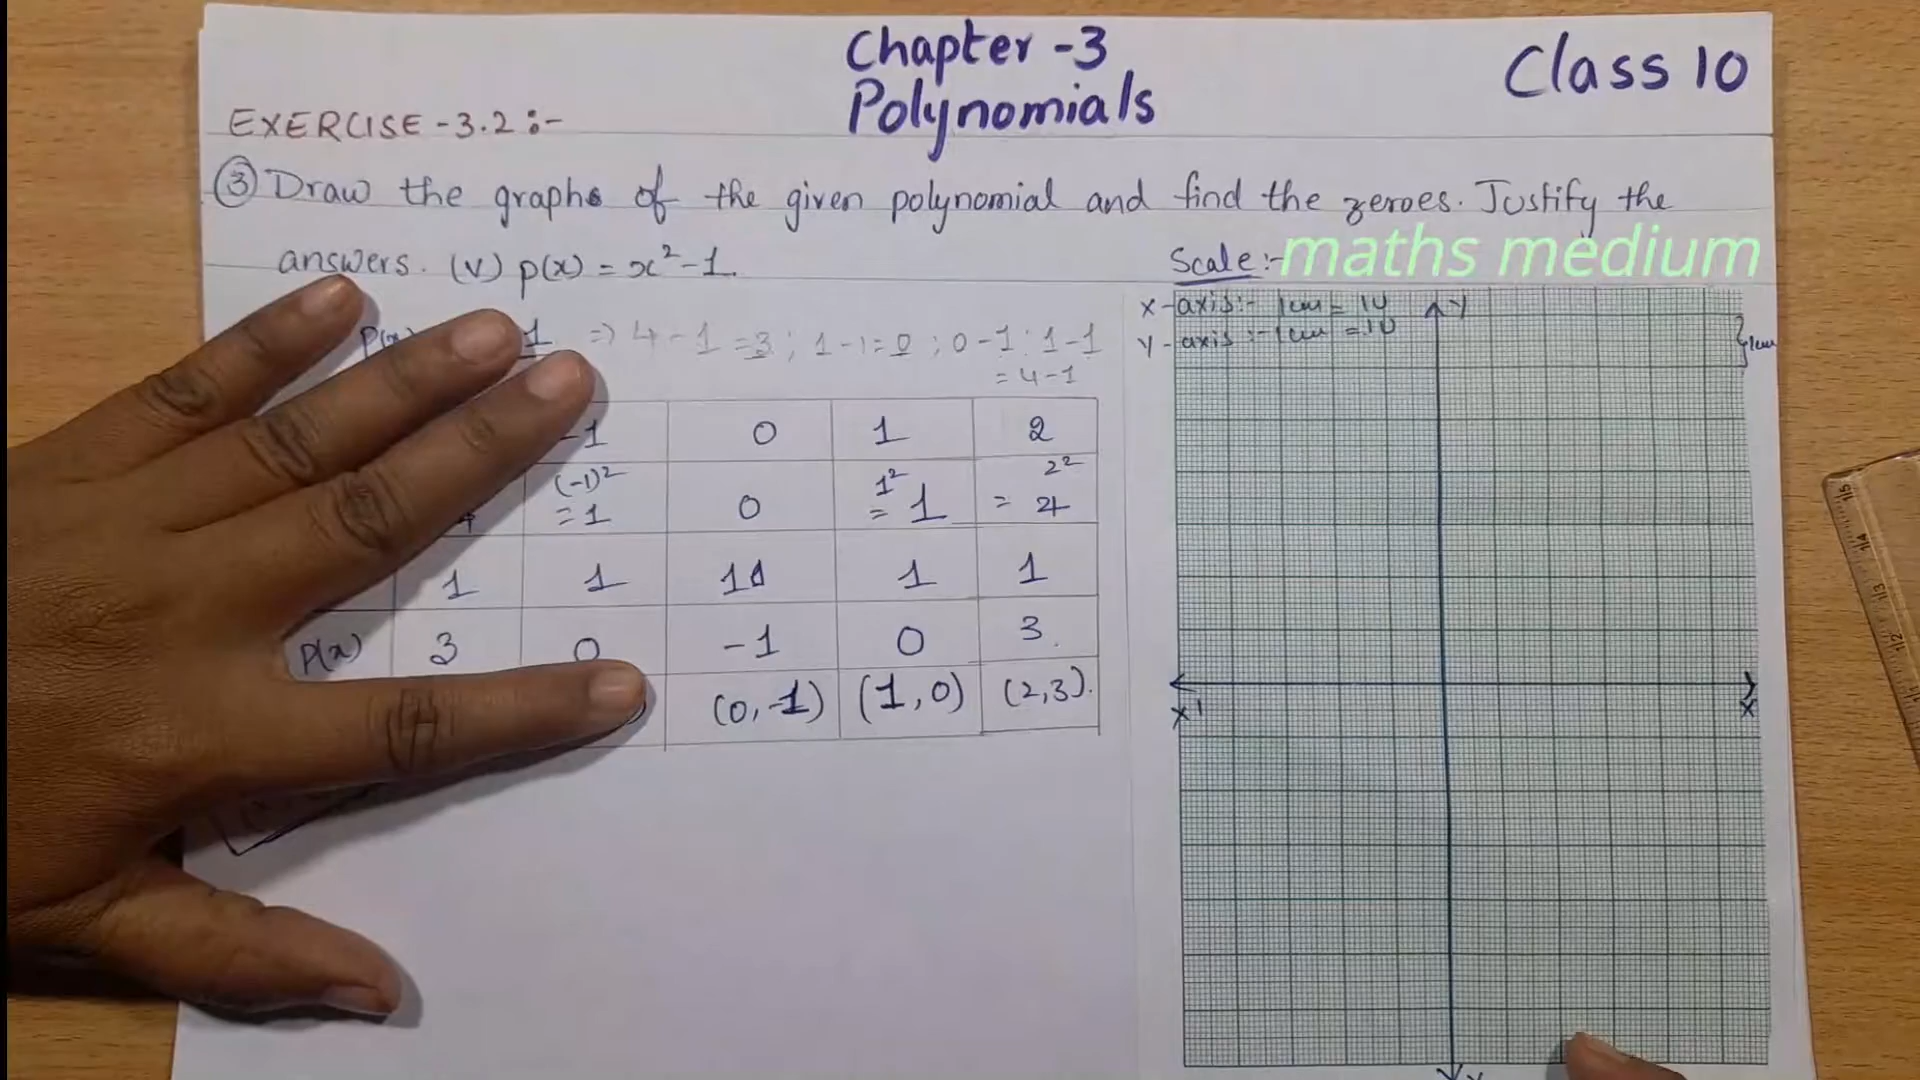 Chapter -3
Polynomials
Class 10
EXERCISE - 3.2 :-
③ Draw the graphs of the given polynomial and find the zeroes. Justify the
answers. (v) p(x) = x² - 1.
Scale :-
maths medium
x-axis:- 1cm = 1U
Y-axis :- 1cm = 1U
Y
1cm
1 => 4 - 1 = 3 ; 1 - 1 = 0 ; 0 - 1 ; 1 - 1
= 4 - 1
-1 0 1 2
(-1)² = 1 0 1² = 1 2² = 4
1 1 1 1 1
P(x) 3 0 -1 0 3.
(0, -1) (1, 0) (2, 3).
X' X